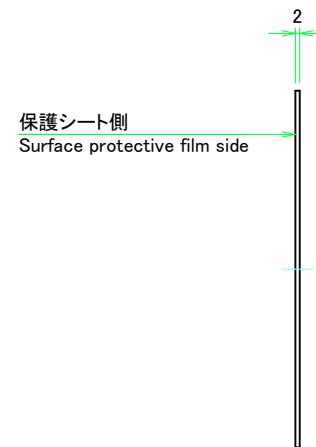 2
保護シート側
Surface protective film side